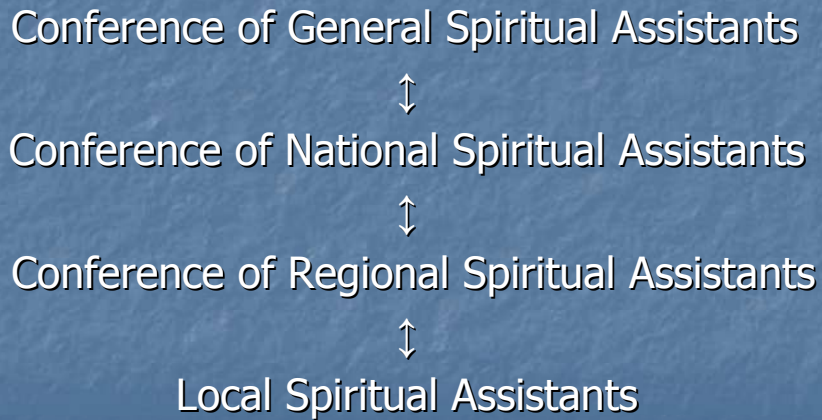 Conference of General Spiritual Assistants
↕
Conference of National Spiritual Assistants
↕
Conference of Regional Spiritual Assistants
↕
Local Spiritual Assistants